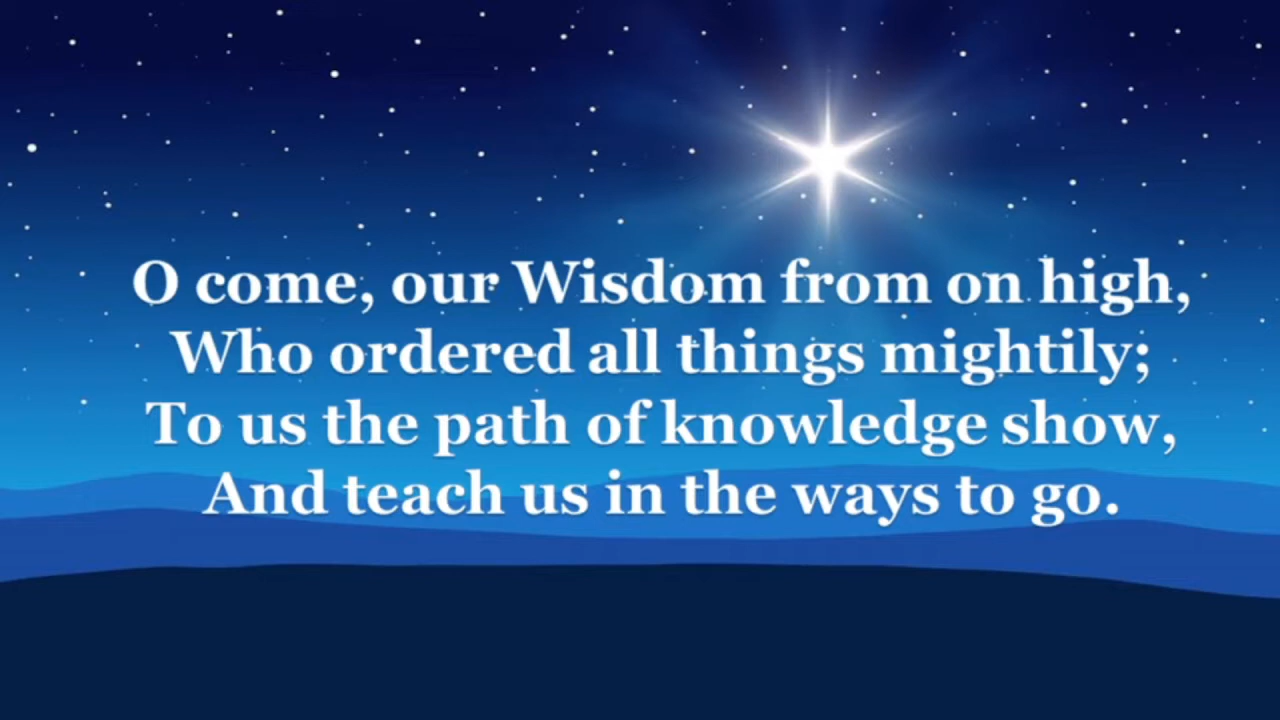 O come, our Wisdom from on high,
Who ordered all things mightily;
To us the path of knowledge show,
And teach us in the ways to go.